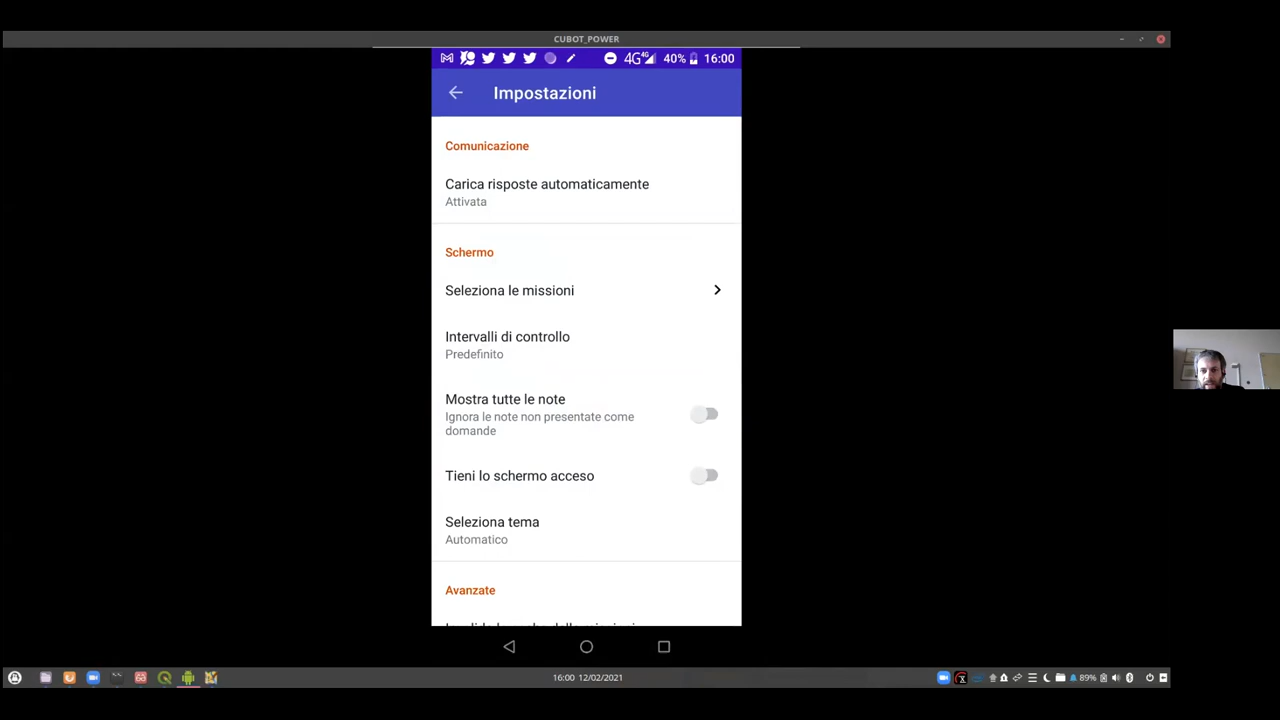 CUBOT_POWER
4G 4G 40% 16:00
Impostazioni
Comunicazione
Carica risposte automaticamente
Attivata
Schermo
Seleziona le missioni
Intervalli di controllo
Predefinito
Mostra tutte le note
Ignora le note non presentate come
domande
Tieni lo schermo acceso
Seleziona tema
Automatico
Avanzate
16:00 12/02/2021
89%